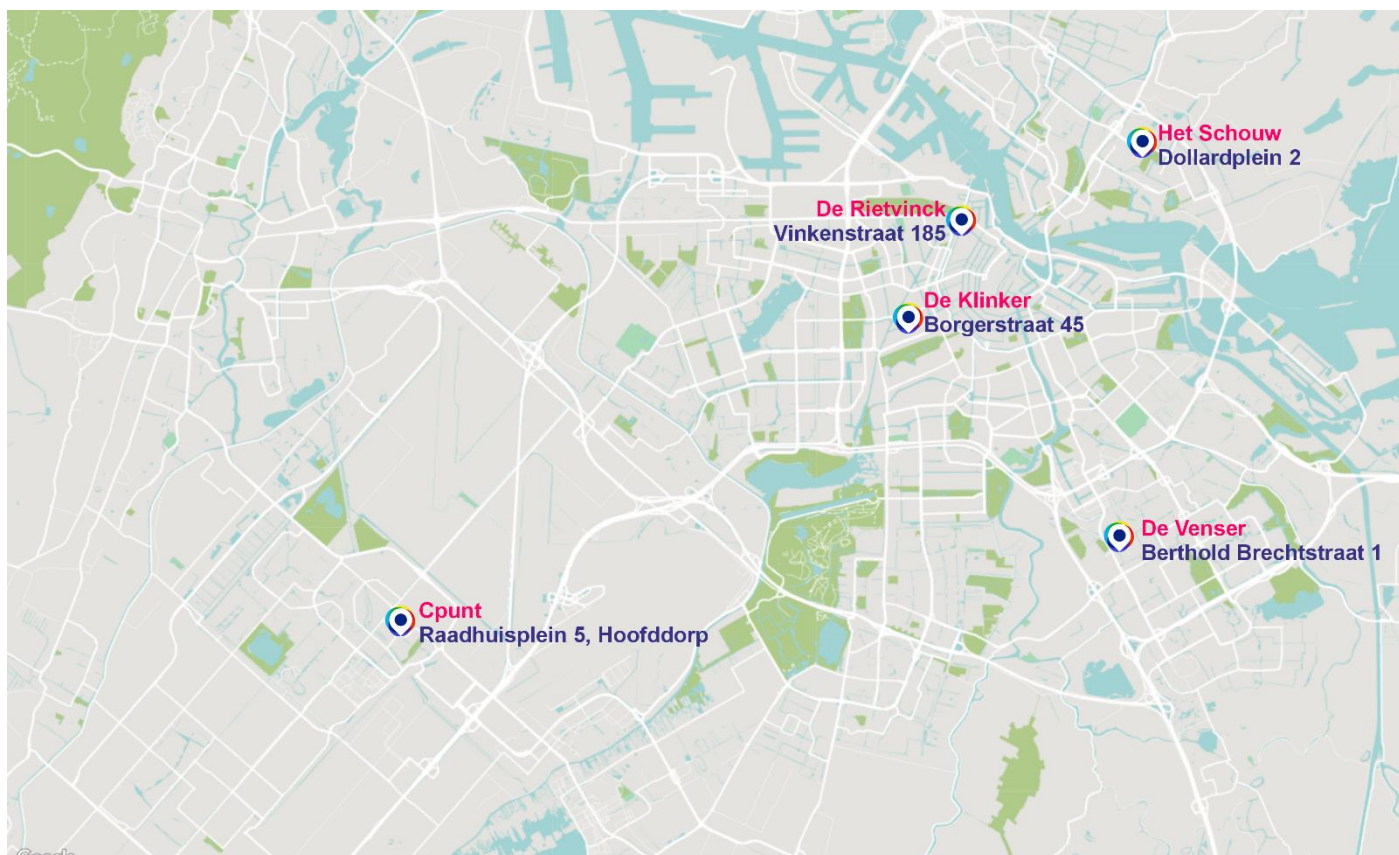 Het Schouw
Dollardplein 2
De Rietvinck
Vinkenstraat 185
De Klinker
Borgerstraat 45
De Venser
Berthold Brechtstraat 1
Cpunt
Raadhuisplein 5, Hoofddorp